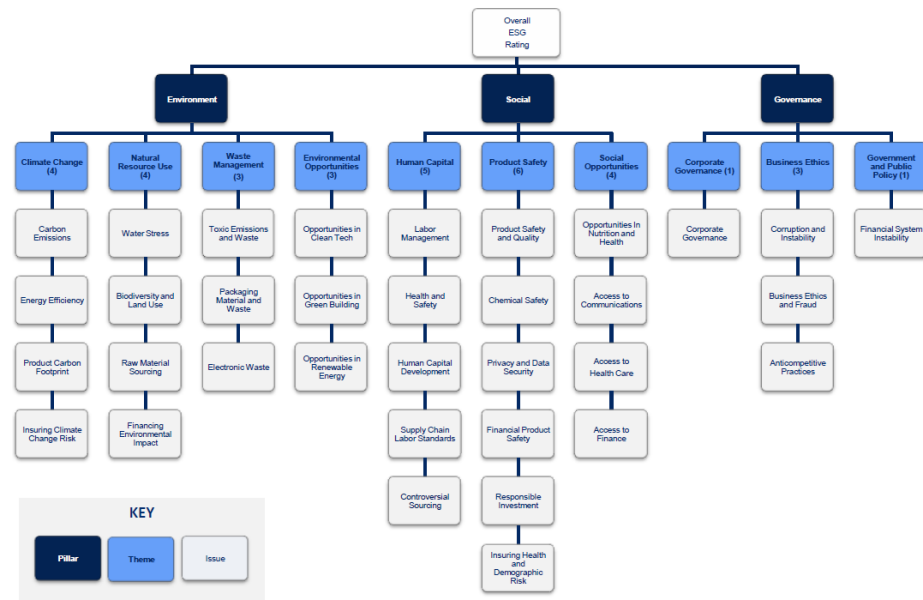 Overall
ESG
Rating
Environment
Social
Governance
Climate Change
(4)
Natural
Resource Use
(4)
Waste
Management
(3)
Environmental
Opportunities
(3)
Human Capital
(5)
Product Safety
(6)
Social
Opportunities
(4)
Corporate
Governance (1)
Business Ethics
(3)
Government
and Public
Policy (1)
Carbon
Emissions
Water Stress
Toxic Emissions
and Waste
Opportunities in
Clean Tech
Labor
Management
Product Safety
and Quality
Opportunities In
Nutrition and
Health
Corporate
Governance
Corruption and
Instability
Financial System
Instability
Energy Efficiency
Biodiversity and
Land Use
Packaging
Material and
Waste
Opportunities in
Green Building
Health and
Safety
Chemical Safety
Access to
Communications
Business Ethics
and Fraud
Product Carbon
Footprint
Raw Material
Sourcing
Electronic Waste
Opportunities in
Renewable
Energy
Human Capital
Development
Privacy and Data
Security
Access to
Health Care
Anticompetitive
Practices
Insuring Climate
Change Risk
Financing
Environmental
Impact
Supply Chain
Labor Standards
Financial Product
Safety
Access to
Finance
Controversial
Sourcing
Responsible
Investment
Insuring Health
and
Demographic
Risk
KEY
Pillar
Theme
Issue